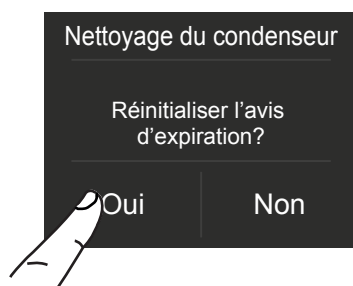 Nettoyage du condenseur
Réinitialiser l’avis
d’expiration?
Oui
Non